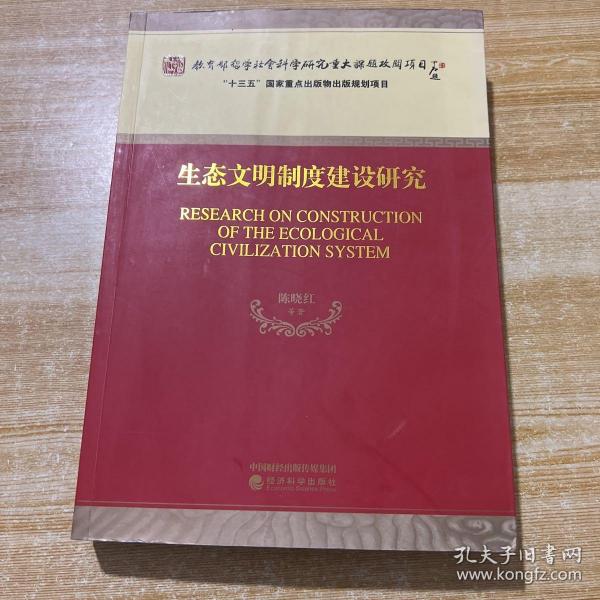 教育部哲学社会科学研究重大课题攻关项目
“十三五”国家重点出版物出版规划项目
生态文明制度建设研究
RESEARCH ON CONSTRUCTION
OF THE ECOLOGICAL
CIVILIZATION SYSTEM
陈晓红
等著
中国财经出版传媒集团
经济科学出版社
Economic Science Press
孔夫子旧书网
www.kongfz.com